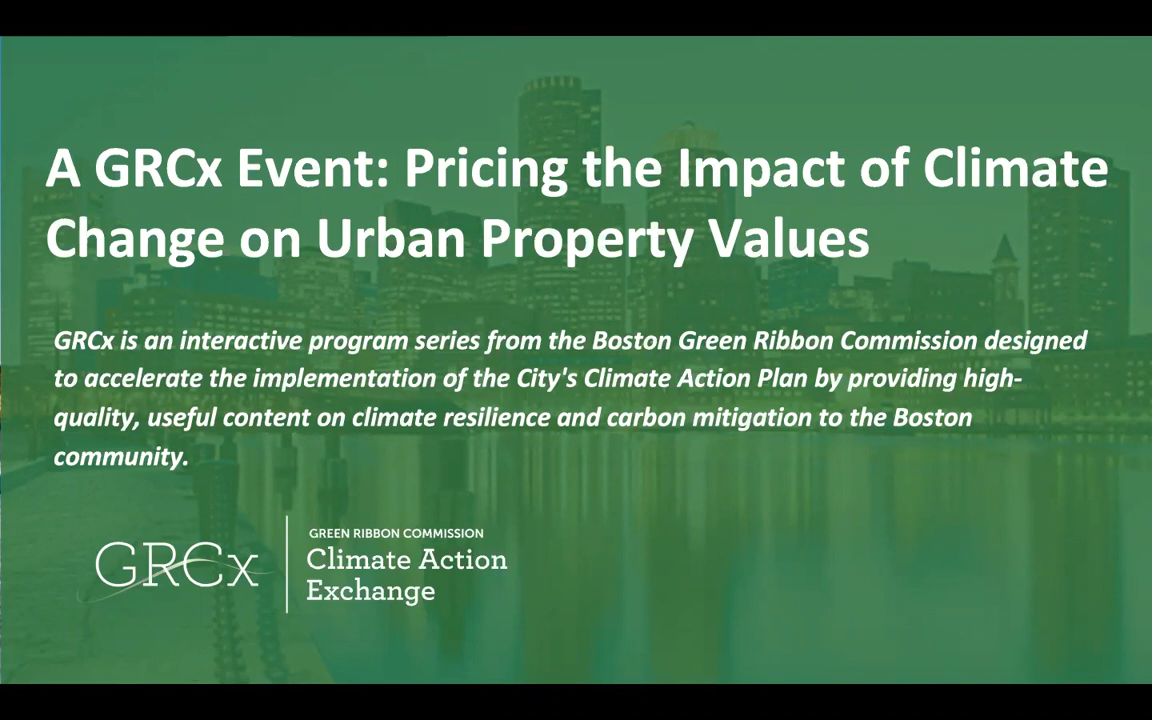 A GRCx Event: Pricing the Impact of Climate
Change on Urban Property Values
GRCx is an interactive program series from the Boston Green Ribbon Commission designed
to accelerate the implementation of the City's Climate Action Plan by providing high-
quality, useful content on climate resilience and carbon mitigation to the Boston
community.
GRCx
GREEN RIBBON COMMISSION
Climate Action
Exchange